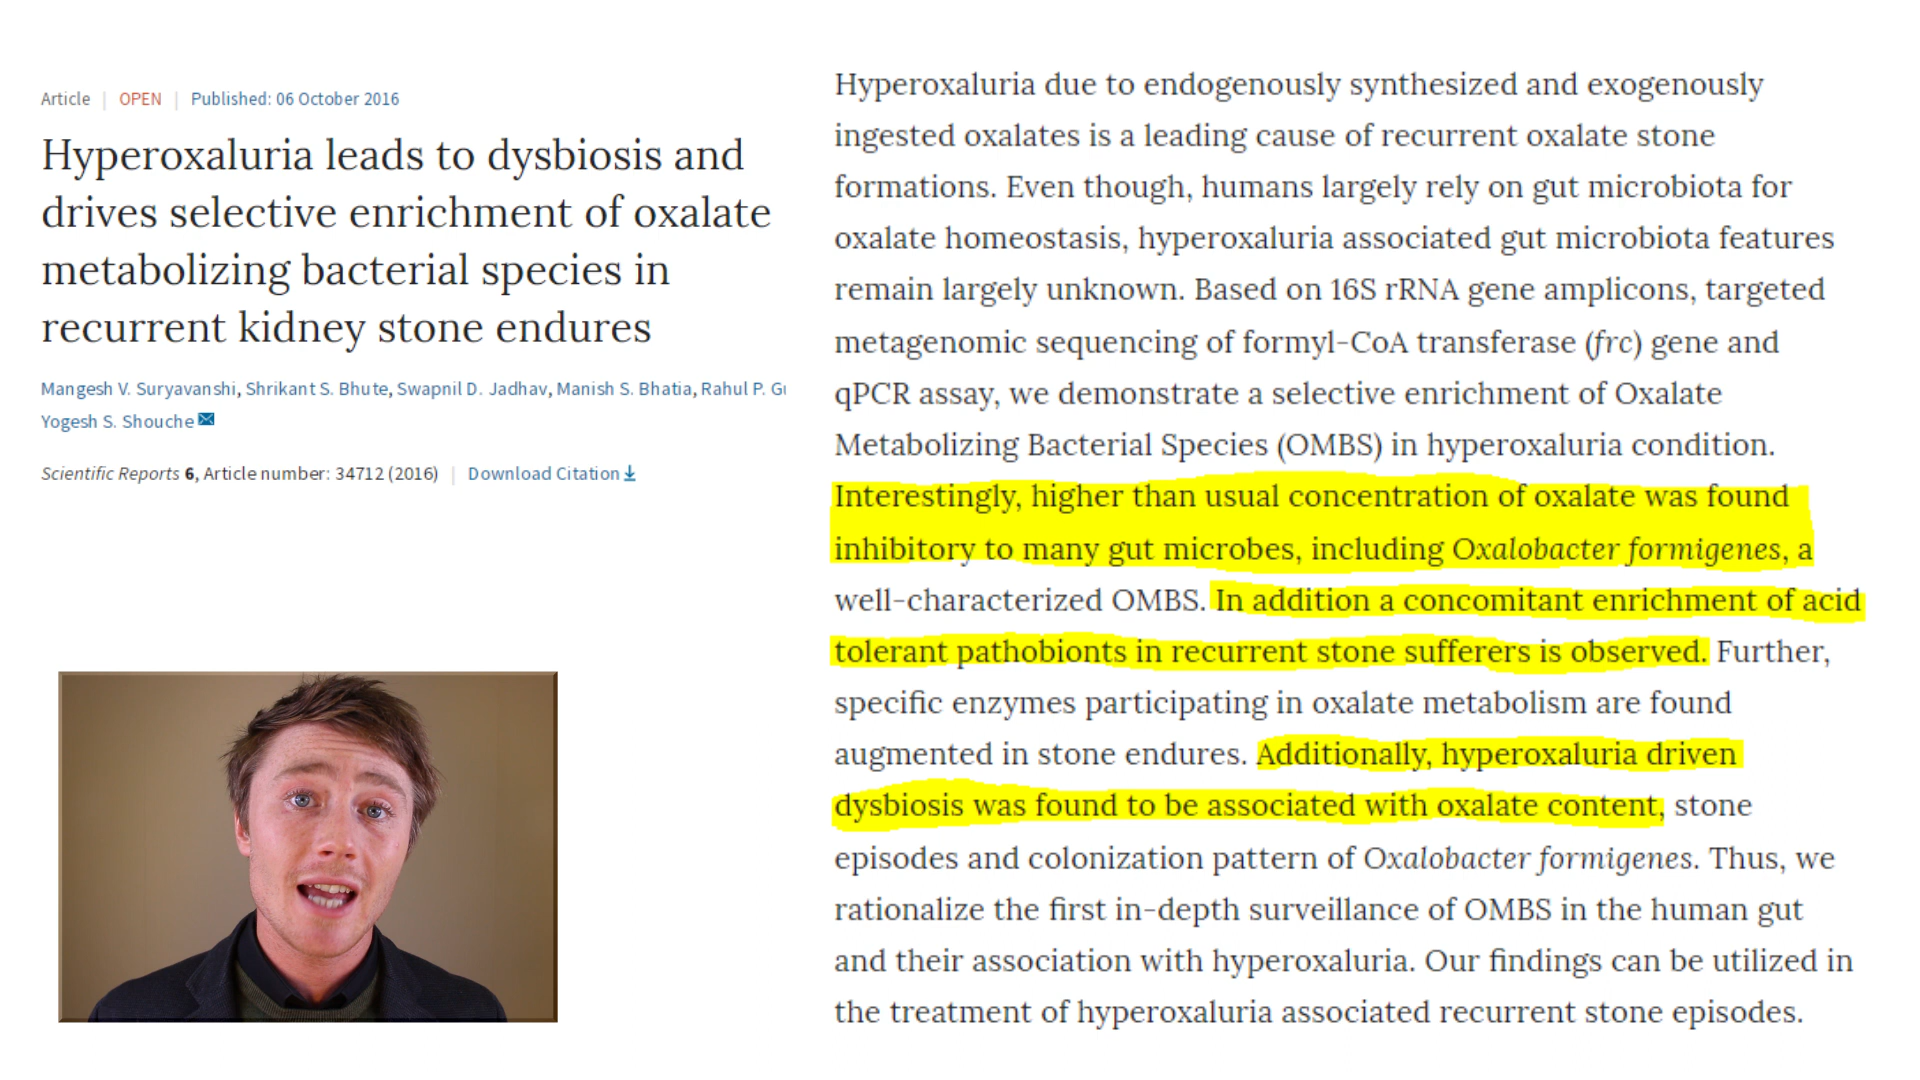 Article | OPEN | Published: 06 October 2016
Hyperoxaluria leads to dysbiosis and
drives selective enrichment of oxalate
metabolizing bacterial species in
recurrent kidney stone endures
Mangesh V. Suryavanshi, Shrikant S. Bhute, Swapnil D. Jadhav, Manish S. Bhatia, Rahul P.
Yogesh S. Shouche
Scientific Reports 6, Article number: 34712 (2016) | Download Citation
Hyperoxaluria due to endogenously synthesized and exogenously
ingested oxalates is a leading cause of recurrent oxalate stone
formations. Even though, humans largely rely on gut microbiota for
oxalate homeostasis, hyperoxaluria associated gut microbiota features
remain largely unknown. Based on 16S rRNA gene amplicons, targeted
metagenomic sequencing of formyl-CoA transferase (frc) gene and
qPCR assay, we demonstrate a selective enrichment of Oxalate
Metabolizing Bacterial Species (OMBS) in hyperoxaluria condition.
Interestingly, higher than usual concentration of oxalate was found
inhibitory to many gut microbes, including Oxalobacter formigenes, a
well-characterized OMBS. In addition a concomitant enrichment of acid
tolerant pathobionts in recurrent stone sufferers is observed. Further,
specific enzymes participating in oxalate metabolism are found
augmented in stone endures. Additionally, hyperoxaluria driven
dysbiosis was found to be associated with oxalate content, stone
episodes and colonization pattern of Oxalobacter formigenes. Thus, we
rationalize the first in-depth surveillance of OMBS in the human gut
and their association with hyperoxaluria. Our findings can be utilized in
the treatment of hyperoxaluria associated recurrent stone episodes.